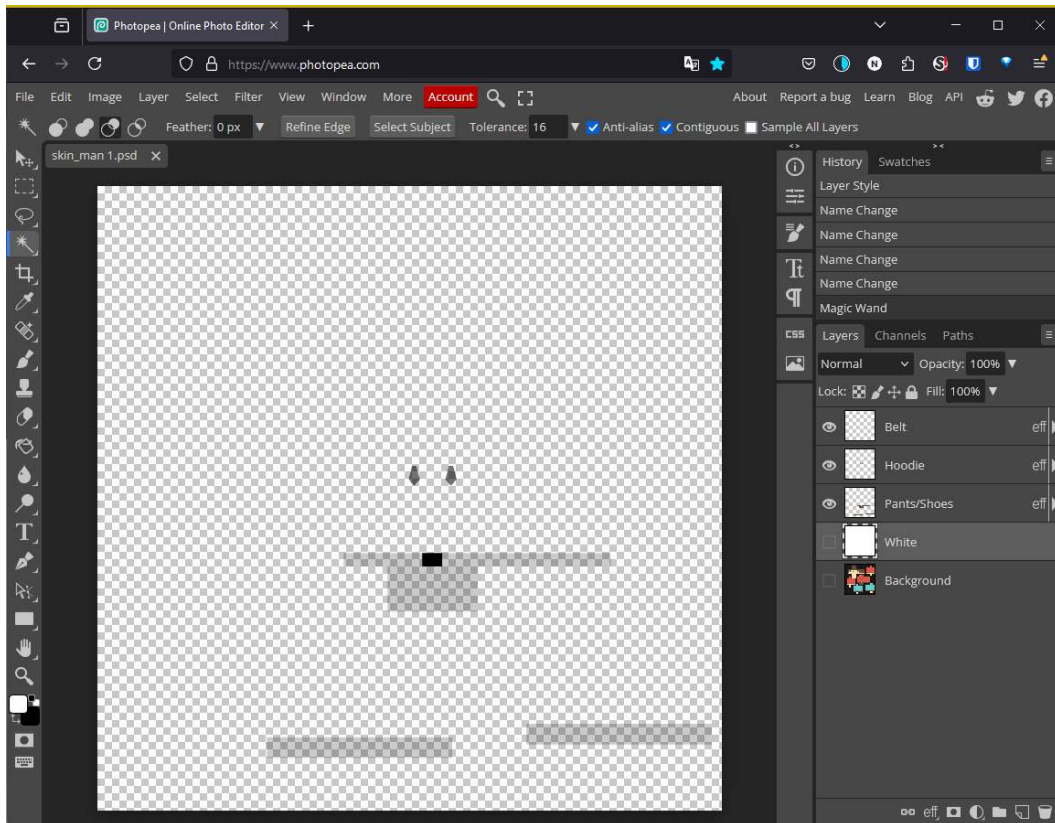 Photopea | Online Photo Editor
https://www.photopea.com
File Edit Image Layer Select Filter View Window More Account About Report a bug Learn Blog API
Feather: 0 px Refine Edge Select Subject Tolerance: 16 Anti-alias Contiguous Sample All Layers
skin_man 1.psd
History Swatches
Layer Style
Name Change
Name Change
Name Change
Name Change
Magic Wand
CSS
Layers Channels Paths
Normal Opacity: 100%
Lock: Fill: 100%
Belt eff
Hoodie eff
Pants/Shoes eff
White
Background
eff